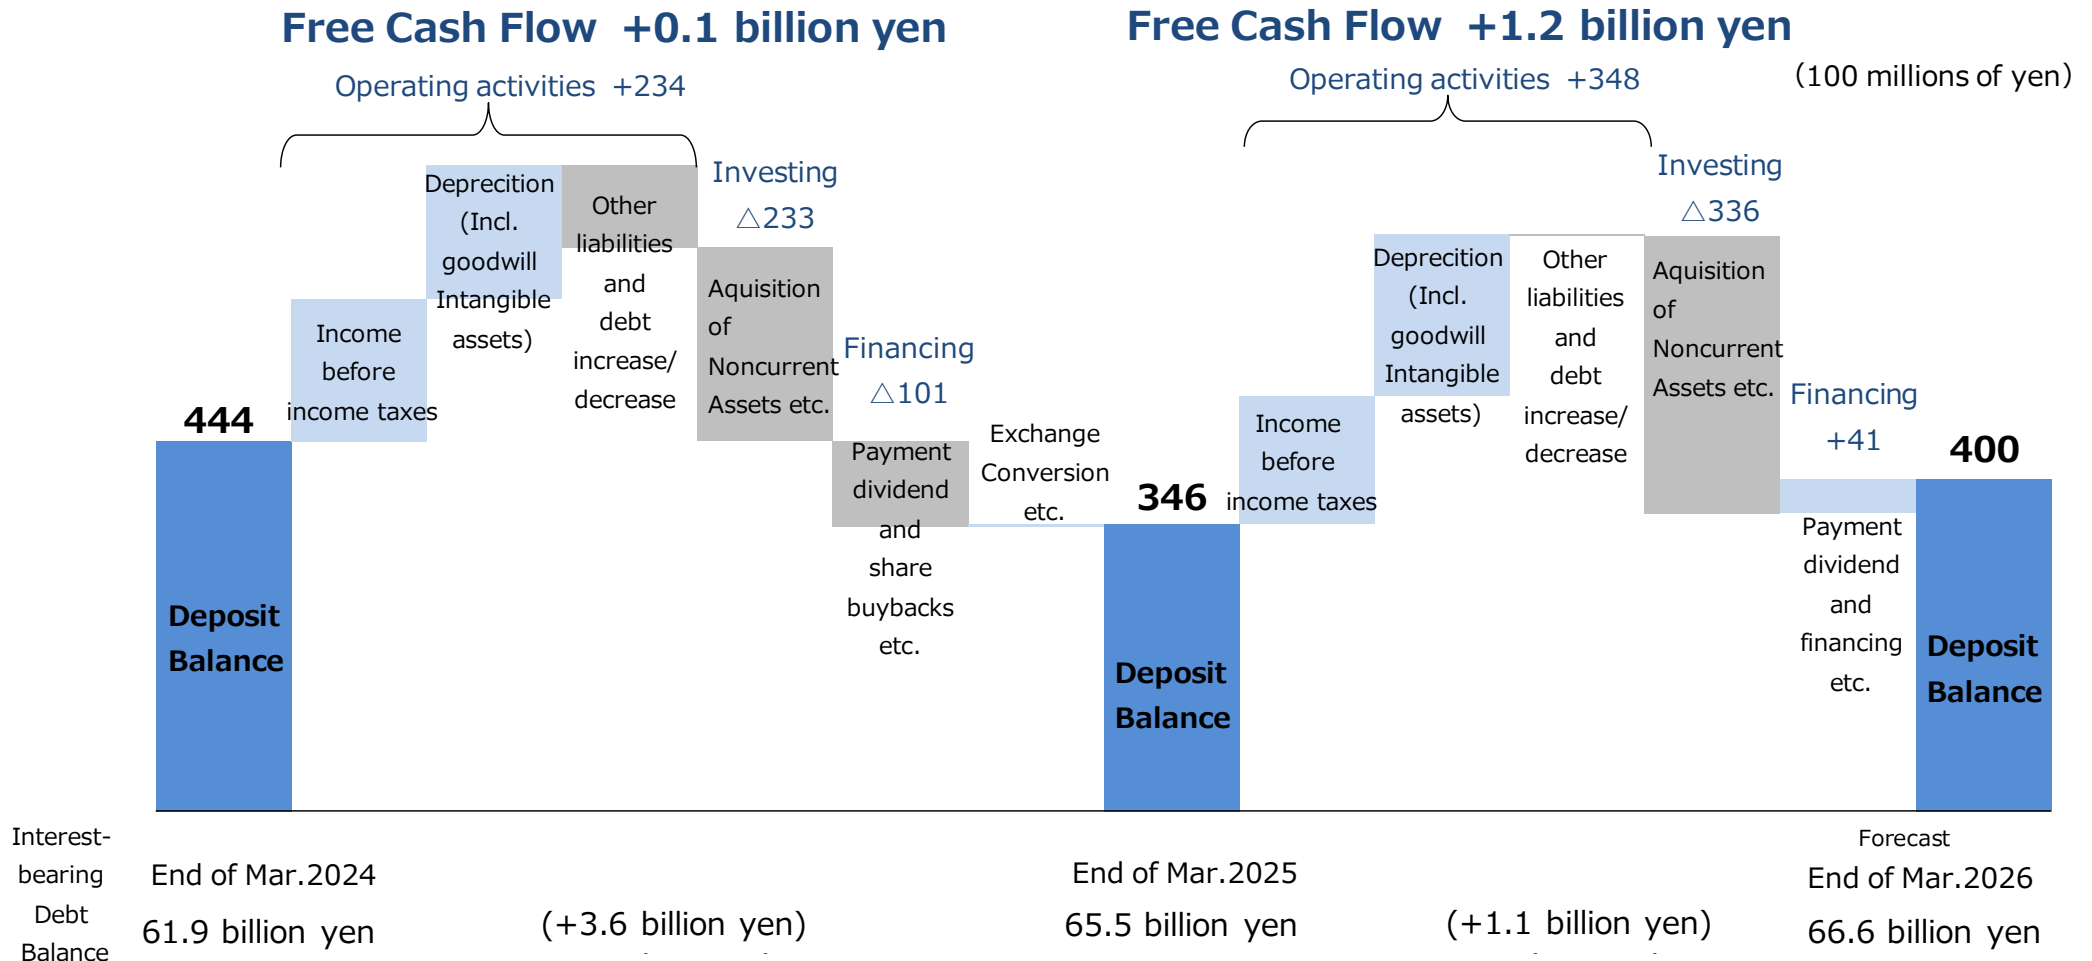 Free Cash Flow +0.1 billion yen
Free Cash Flow +1.2 billion yen
(100 millions of yen)
Operating activities +234
Operating activities +348
Deprecition
(Incl.
goodwill
Intangible
assets)
Other
liabilities
and
debt
increase/
decrease
Investing
△233
Income
before
income taxes
Aquisition
of
Noncurrent
Assets etc.
Financing
△101
444
Payment
dividend
and
share
buybacks
etc.
Exchange
Conversion
etc.
346
Deposit
Balance
Deposit
Balance
Income
before
income taxes
Deprecition
(Incl.
goodwill
Intangible
assets)
Other
liabilities
and
debt
increase/
decrease
Investing
△336
Aquisition
of
Noncurrent
Assets etc.
Financing
+41
Payment
dividend
and
financing
etc.
400
Deposit
Balance
Interest-
bearing
Debt
Balance
End of Mar.2024
61.9 billion yen
(+3.6 billion yen)
End of Mar.2025
65.5 billion yen
(+1.1 billion yen)
Forecast
End of Mar.2026
66.6 billion yen